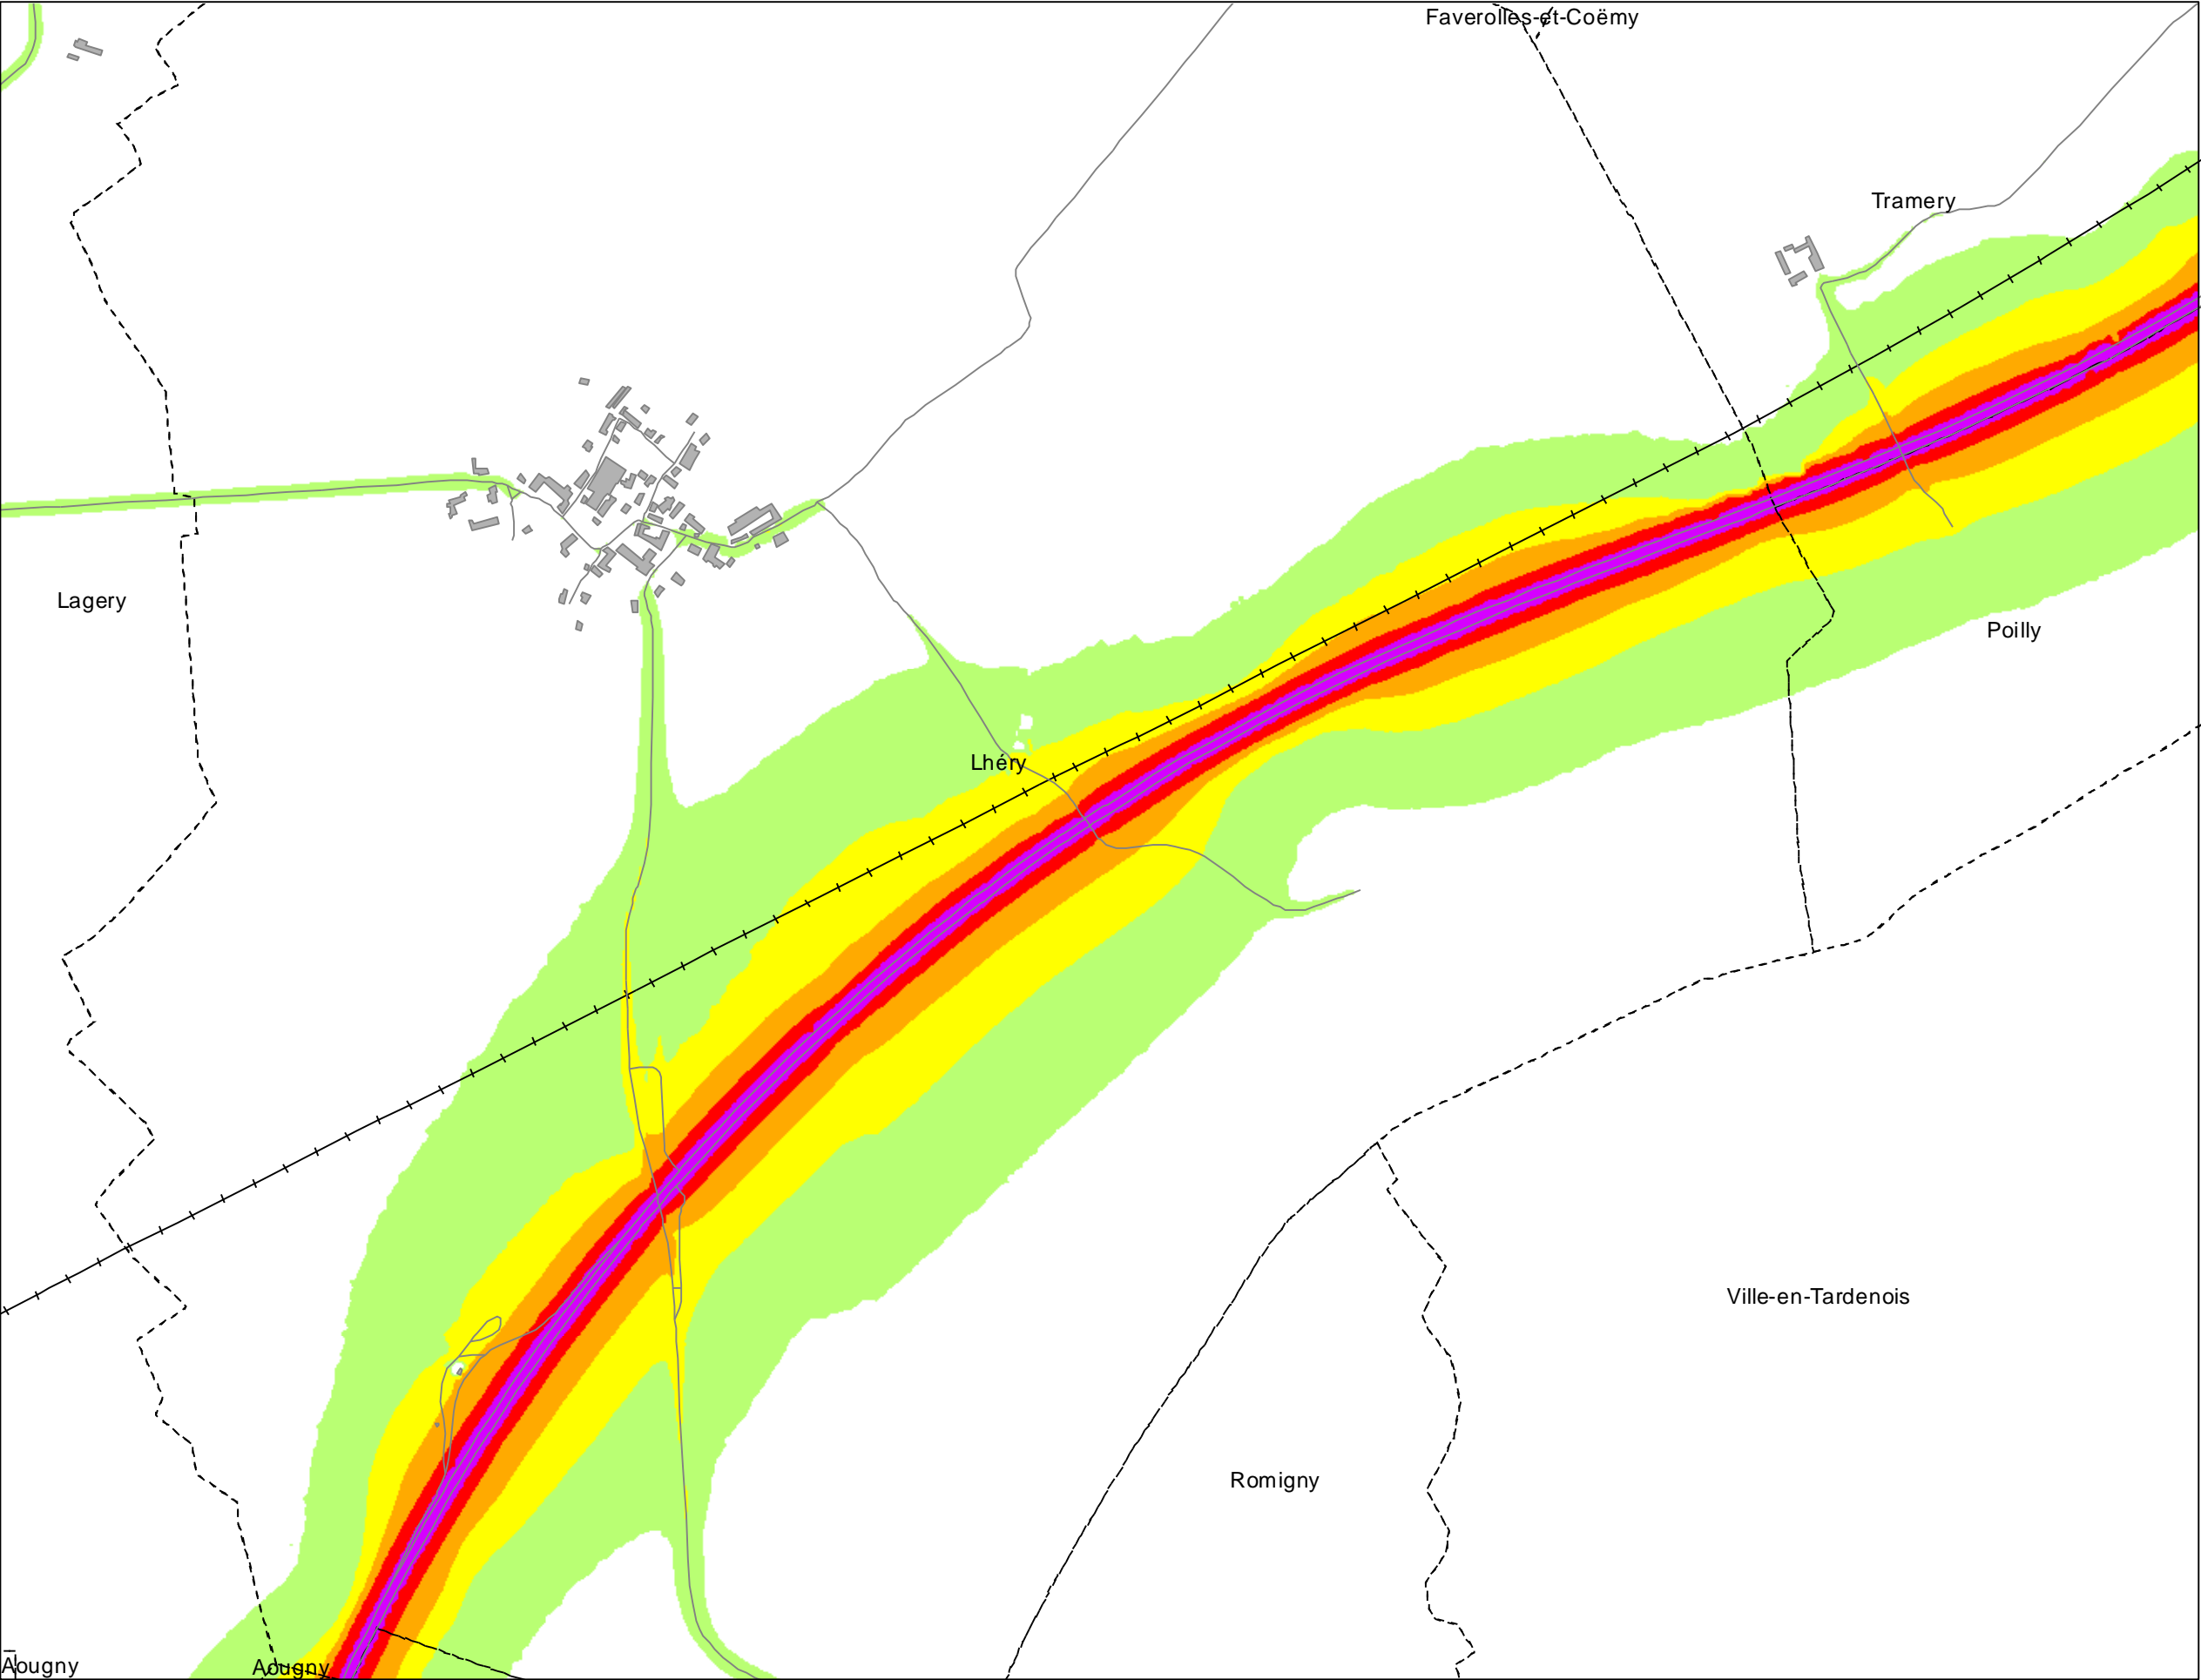 Faverolles-et-Coëmy
Tramery
Lagery
Poilly
Lhéry
Ville-en-Tardenois
Romigny
Aougny
Aougny